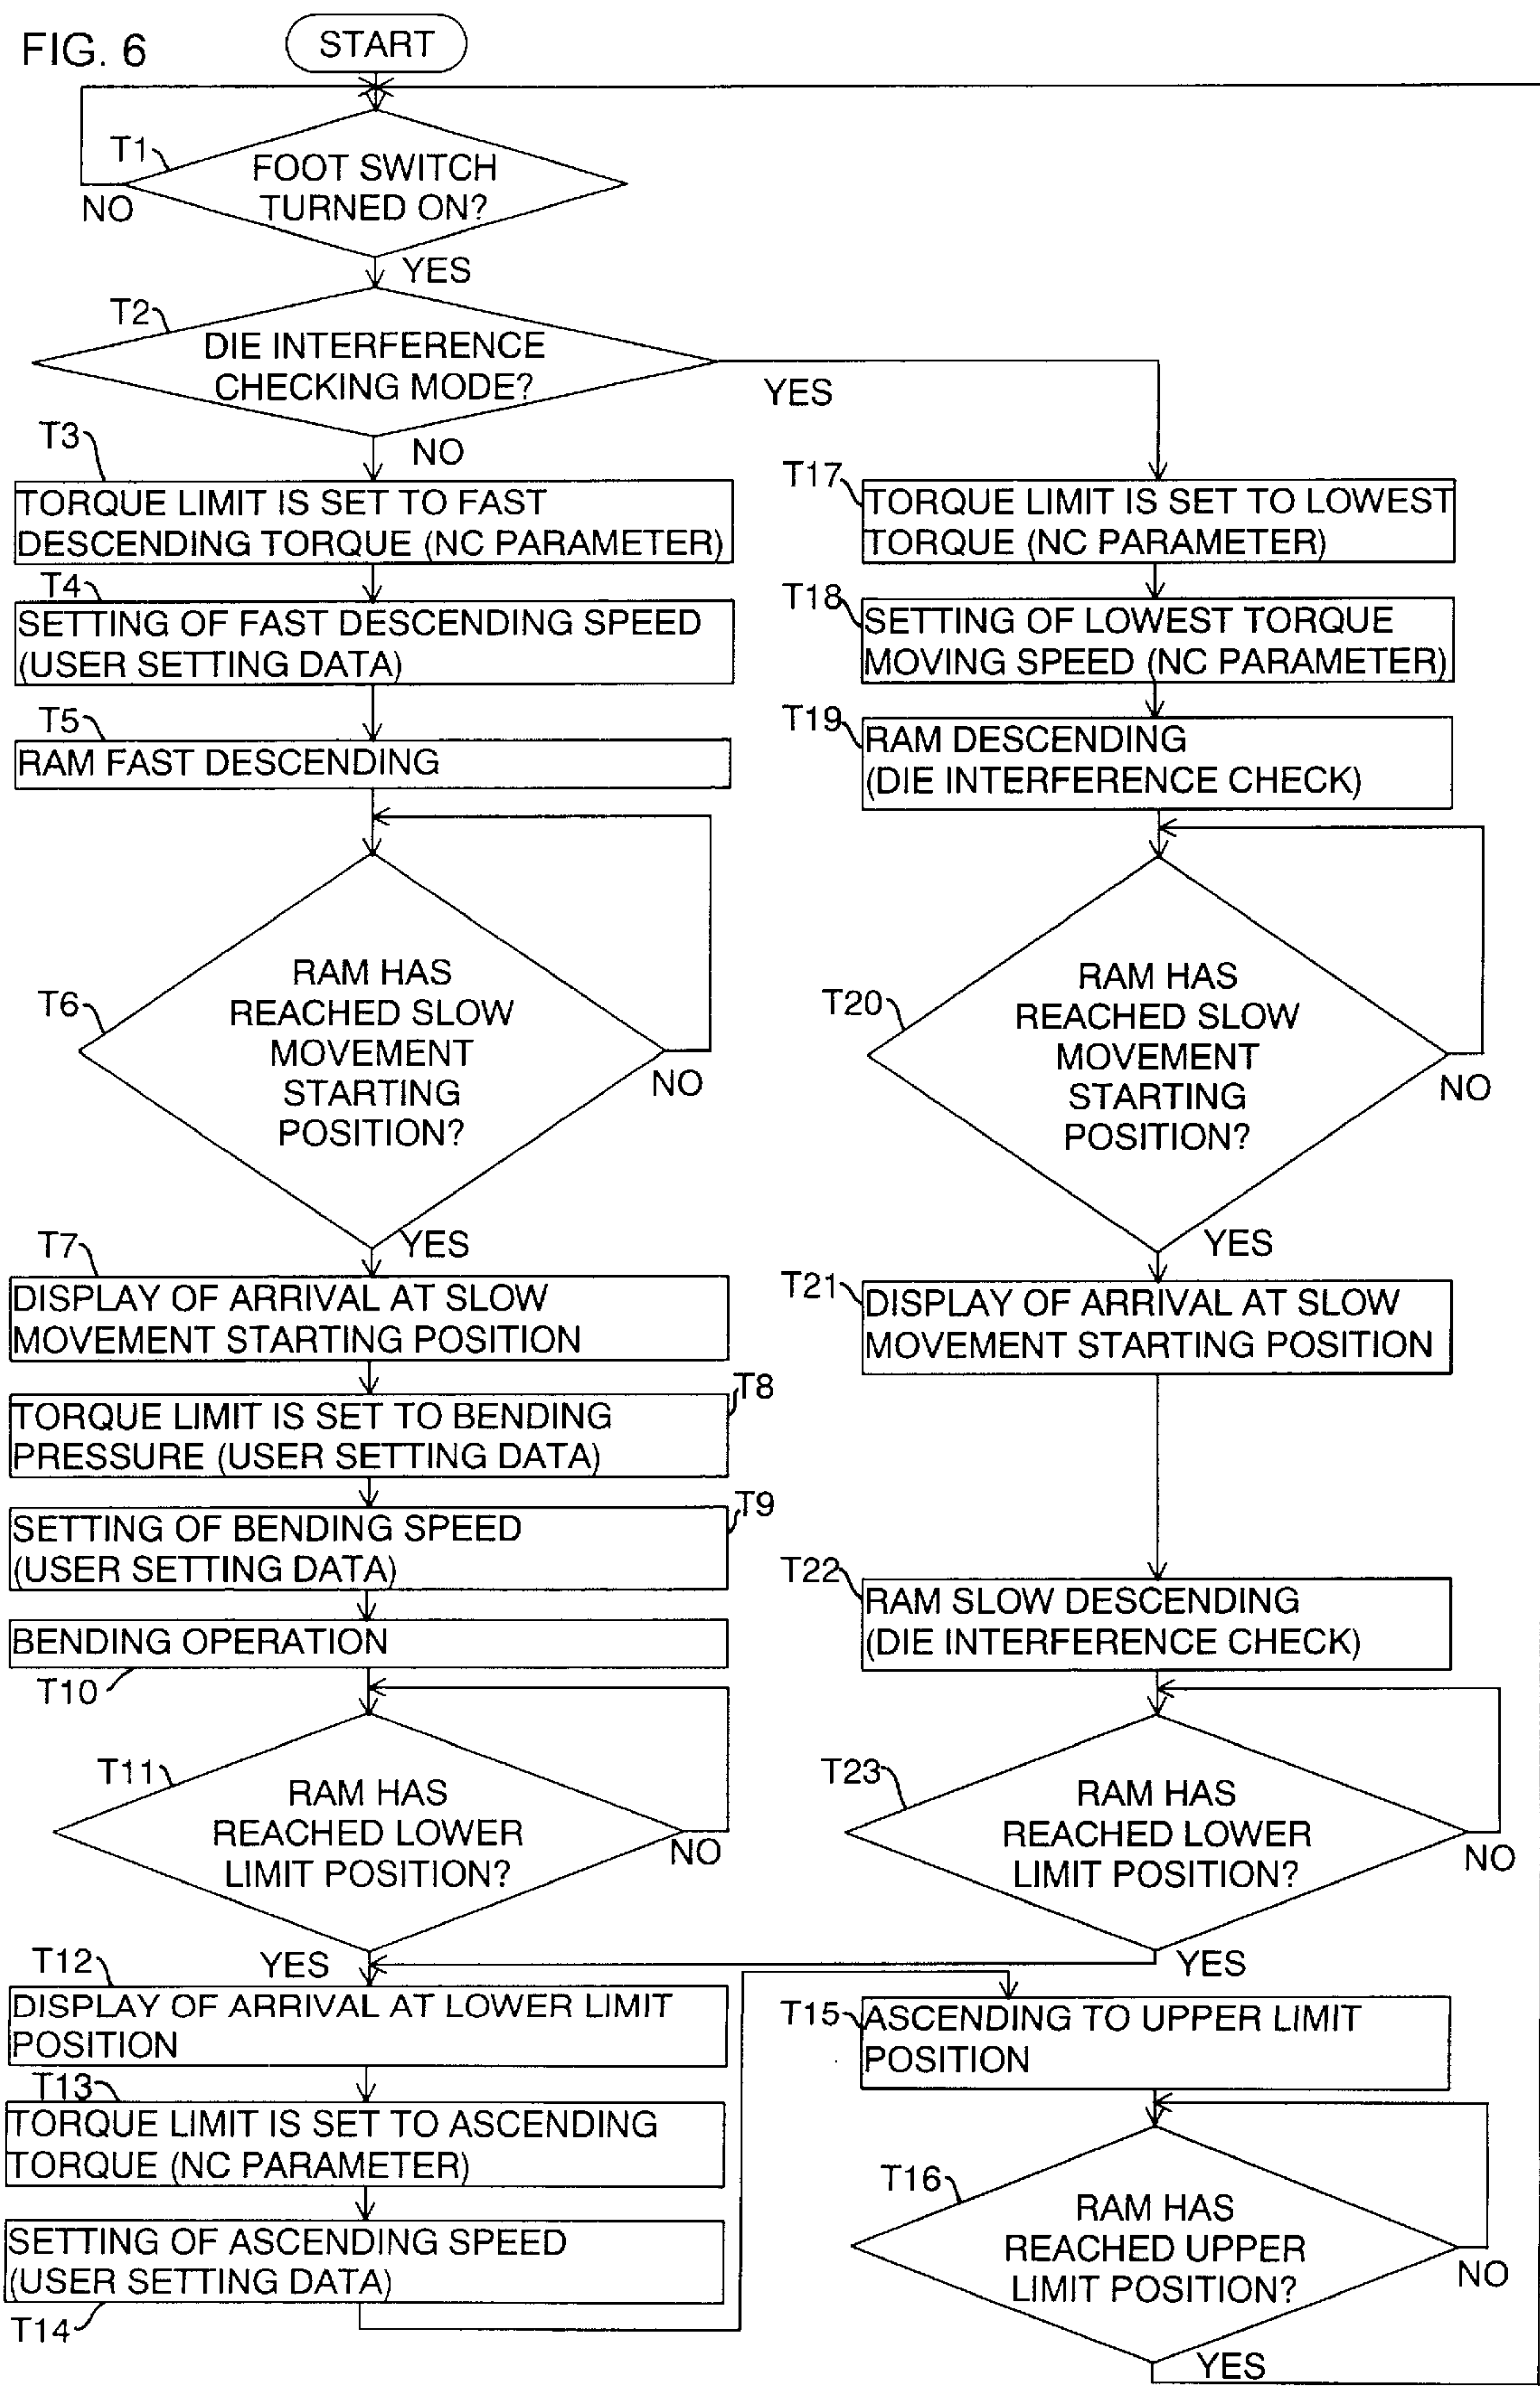 FIG. 6
START
T1
FOOT SWITCH
TURNED ON?
NO
YES
T2
DIE INTERFERENCE
CHECKING MODE?
YES
NO
T3
TORQUE LIMIT IS SET TO FAST
DESCENDING TORQUE (NC PARAMETER)
T4
SETTING OF FAST DESCENDING SPEED
(USER SETTING DATA)
T5
RAM FAST DESCENDING
T6
RAM HAS
REACHED SLOW
MOVEMENT
STARTING
POSITION?
NO
YES
T7
DISPLAY OF ARRIVAL AT SLOW
MOVEMENT STARTING POSITION
T8
TORQUE LIMIT IS SET TO BENDING
PRESSURE (USER SETTING DATA)
T9
SETTING OF BENDING SPEED
(USER SETTING DATA)
BENDING OPERATION
T10
T11
RAM HAS
REACHED LOWER
LIMIT POSITION?
NO
YES
T12
DISPLAY OF ARRIVAL AT LOWER LIMIT
POSITION
T13
TORQUE LIMIT IS SET TO ASCENDING
TORQUE (NC PARAMETER)
SETTING OF ASCENDING SPEED
(USER SETTING DATA)
T14
T17
TORQUE LIMIT IS SET TO LOWEST
TORQUE (NC PARAMETER)
T18
SETTING OF LOWEST TORQUE
MOVING SPEED (NC PARAMETER)
T19
RAM DESCENDING
(DIE INTERFERENCE CHECK)
T20
RAM HAS
REACHED SLOW
MOVEMENT
STARTING
POSITION?
NO
YES
T21
DISPLAY OF ARRIVAL AT SLOW
MOVEMENT STARTING POSITION
T22
RAM SLOW DESCENDING
(DIE INTERFERENCE CHECK)
T23
RAM HAS
REACHED LOWER
LIMIT POSITION?
NO
YES
T15
ASCENDING TO UPPER LIMIT
POSITION
T16
RAM HAS
REACHED UPPER
LIMIT POSITION?
NO
YES